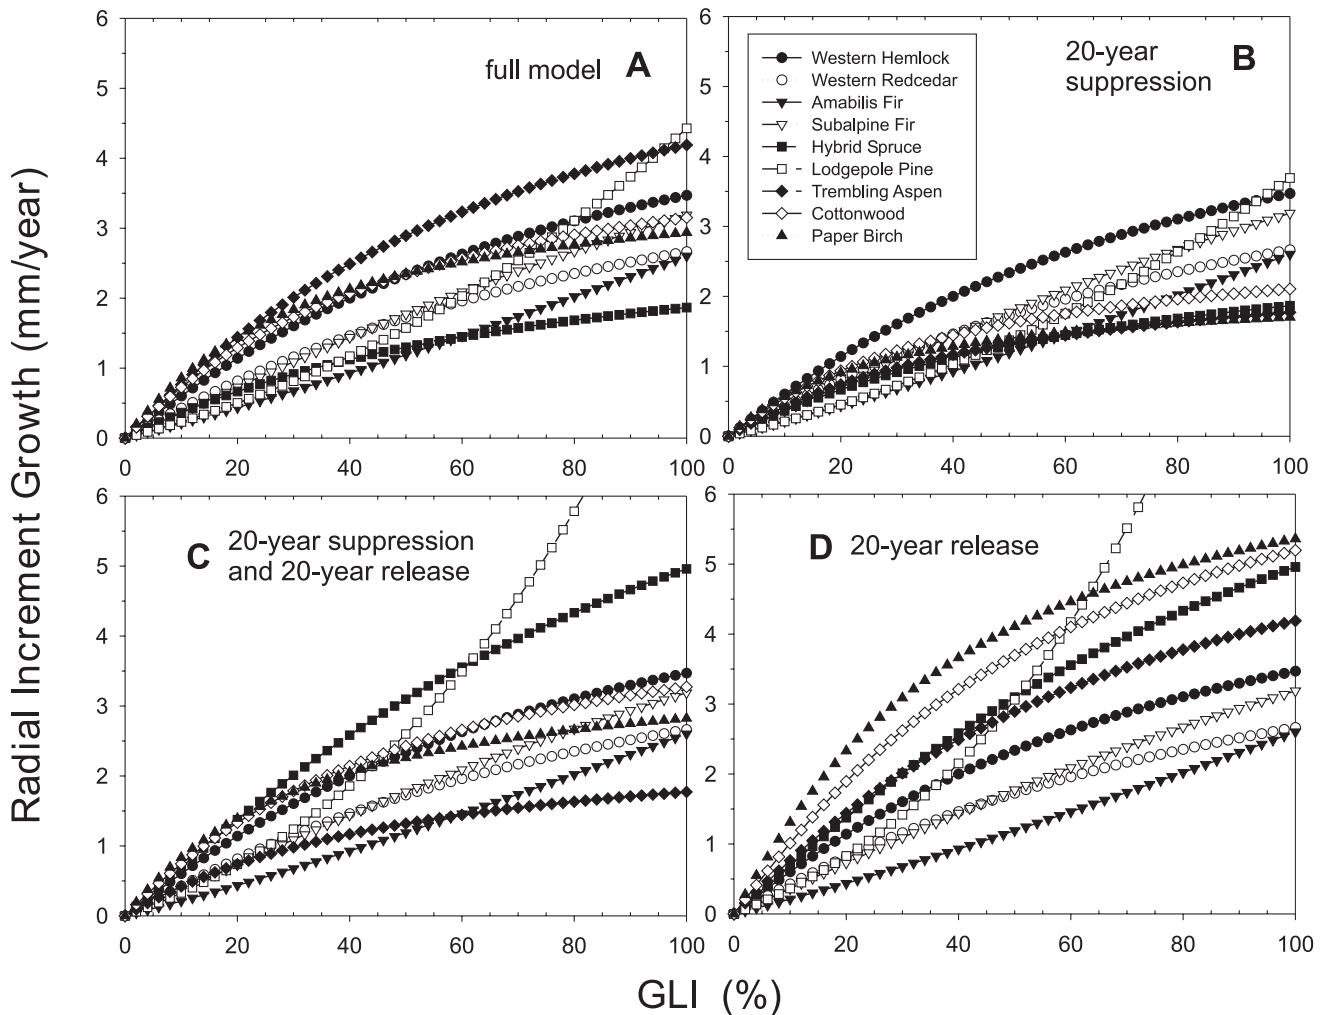 Radial Increment Growth (mm/year)
full model A
6
5
4
3
2
1
0
0 20 40 60 80 100
20-year
suppression
B
Western Hemlock
Western Redcedar
Amabilis Fir
Subalpine Fir
Hybrid Spruce
Lodgepole Pine
Trembling Aspen
Cottonwood
Paper Birch
6
5
4
3
2
1
0
0 20 40 60 80 100
C 20-year suppression
and 20-year release
6
5
4
3
2
1
0
0 20 40 60 80 100
D 20-year release
6
5
4
3
2
1
0
0 20 40 60 80 100
GLI (%)